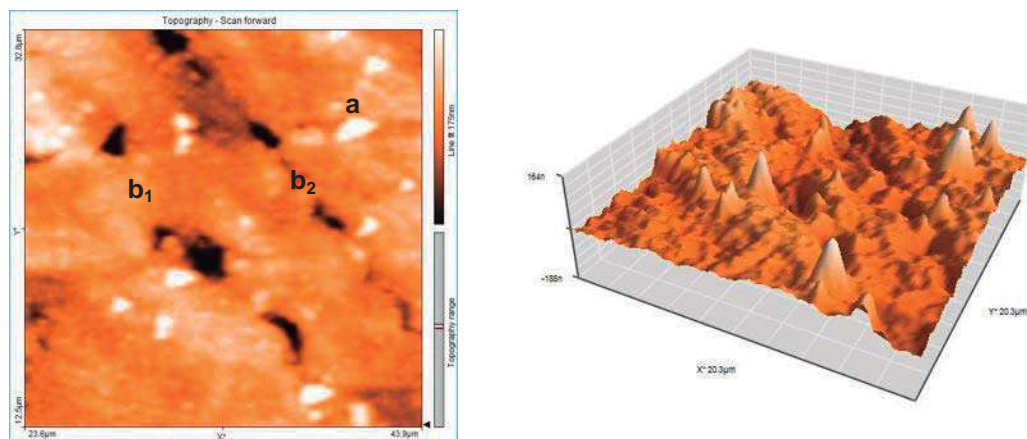 Topography - Scan forward
32.8µm
Y*
12.5µm
23.6µm
X*
43.9µm
a
b₁
b₂
Line fit 175nm
Topography range
164n
-188n
X* 20.3µm
Y* 20.3µm